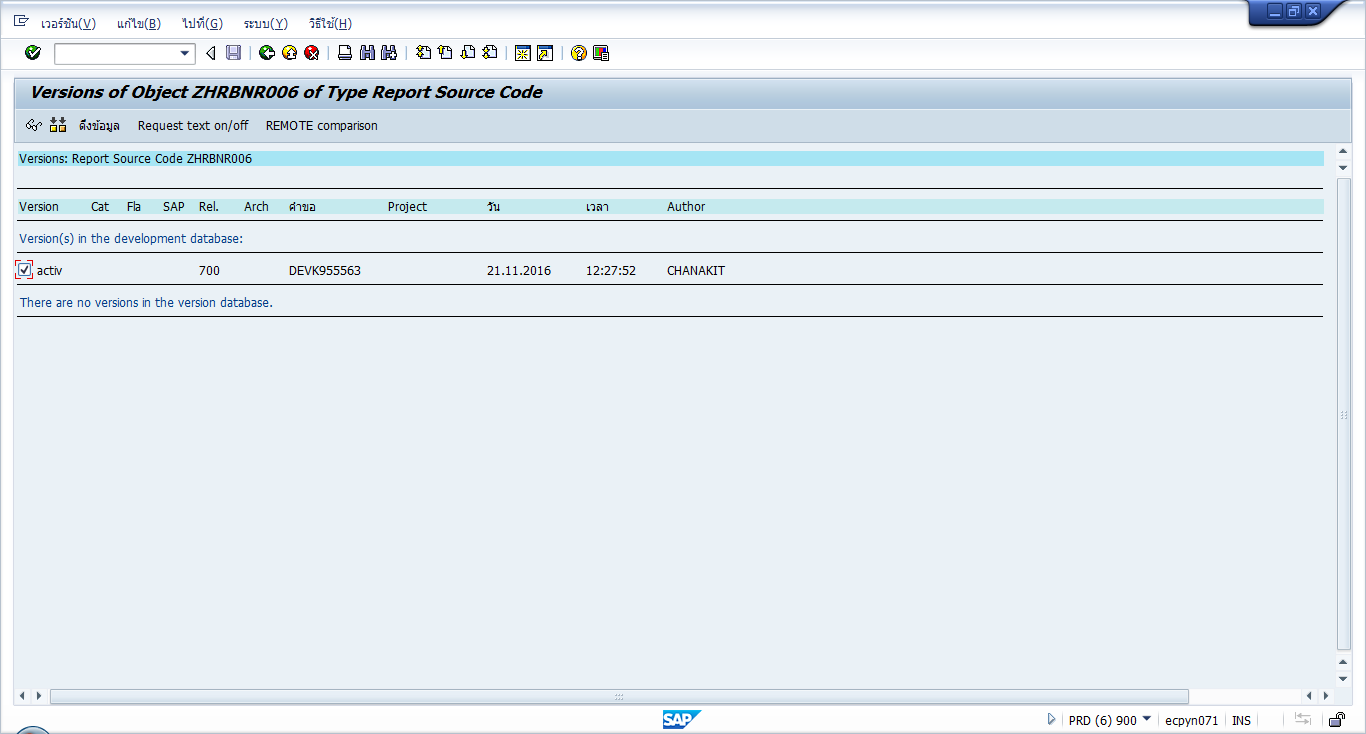 เวอร์ชัน(V) แก้ไข(B) ไปที่(G) ระบบ(Y) วิธีใช้(H)
Versions of Object ZHRBNR006 of Type Report Source Code
ดึงข้อมูล Request text on/off REMOTE comparison
Versions: Report Source Code ZHRBNR006
Version Cat Fla SAP Rel. Arch คำขอ Project วัน เวลา Author
Version(s) in the development database:
activ 700 DEVK955563 21.11.2016 12:27:52 CHANAKIT
There are no versions in the version database.
SAP PRD (6) 900 ecpyn071 INS